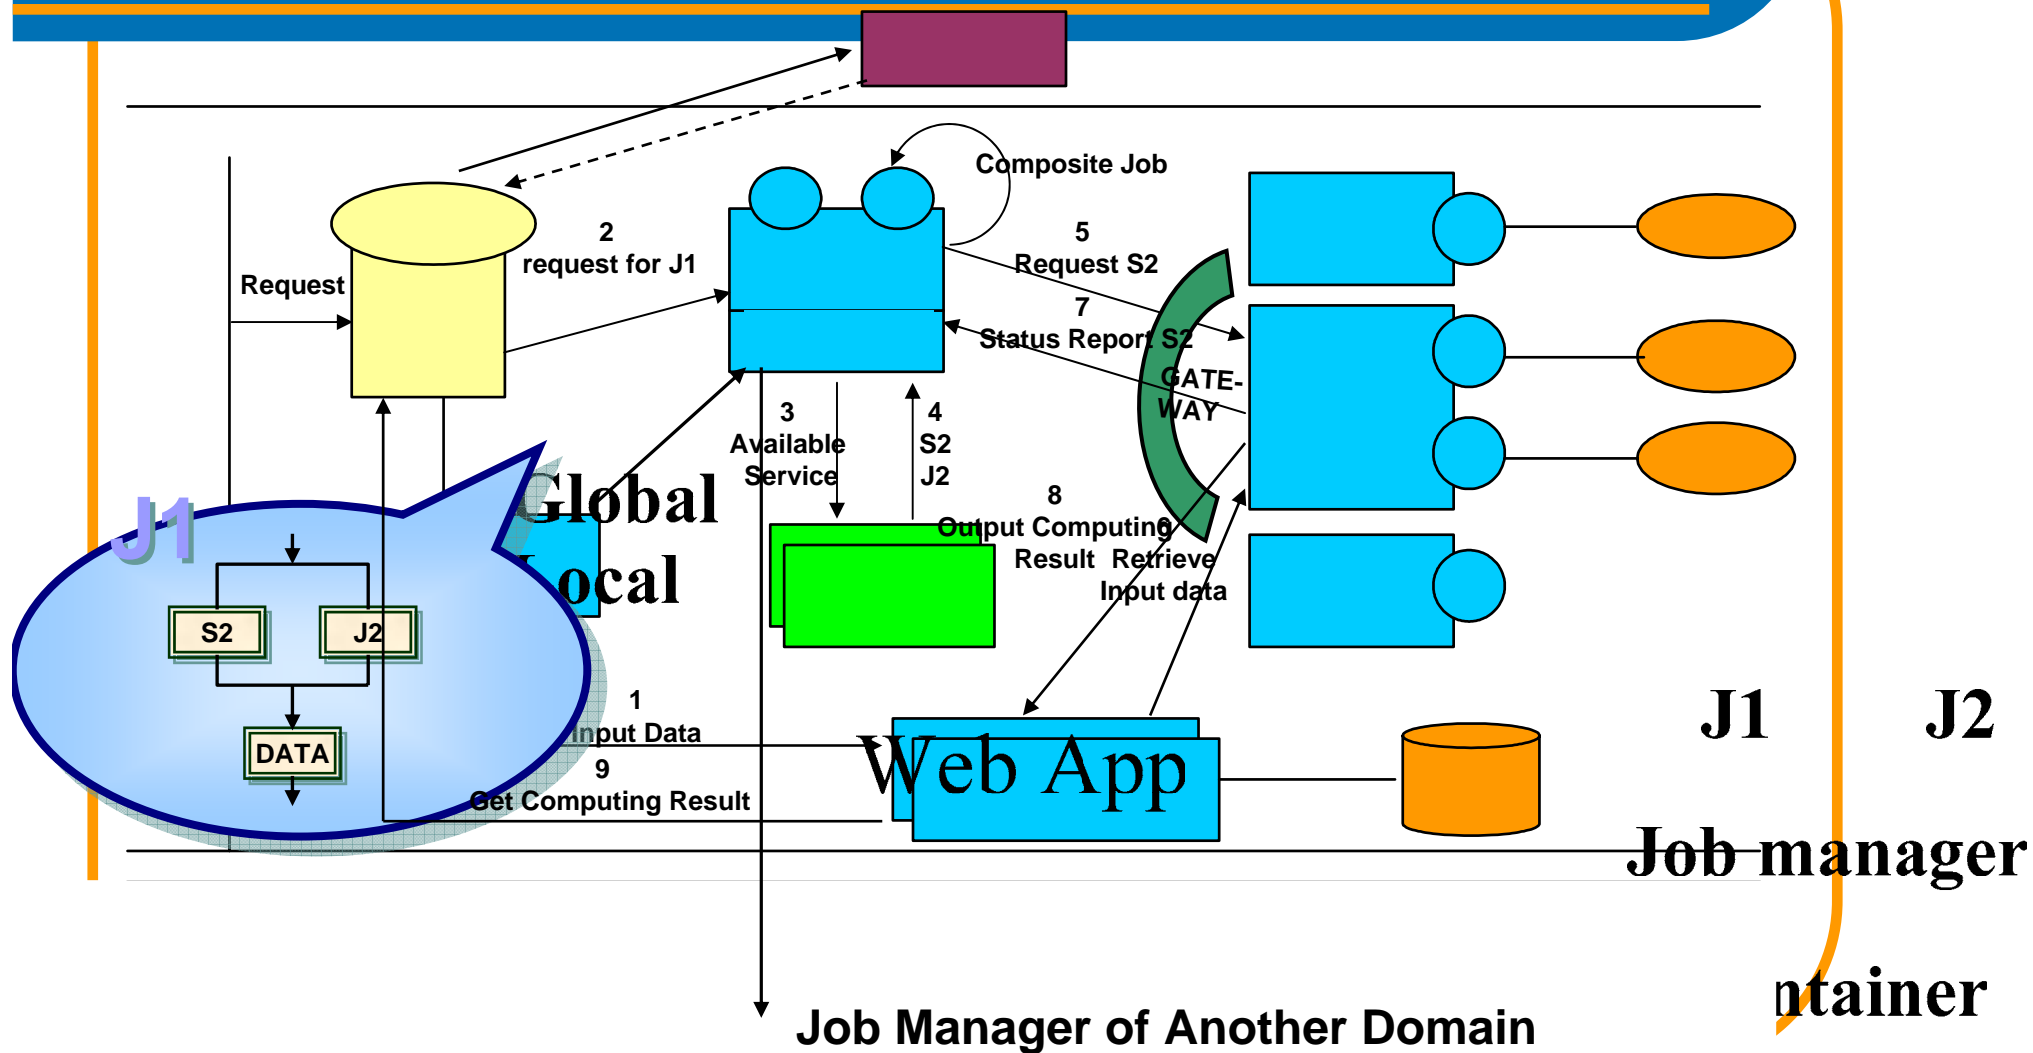 Composite Job
2
request for J1
5
Request S2
Request
7
Status Report S2
GATE-
WAY
3
Available
Service
4
S2
J2
Global
Local
J1
8
Output Computing
Result
6
Retrieve
Input data
S2
J2
DATA
1
Input Data
9
Get Computing Result
Web App
J1
J2
Job manager
ntainer
Job Manager of Another Domain